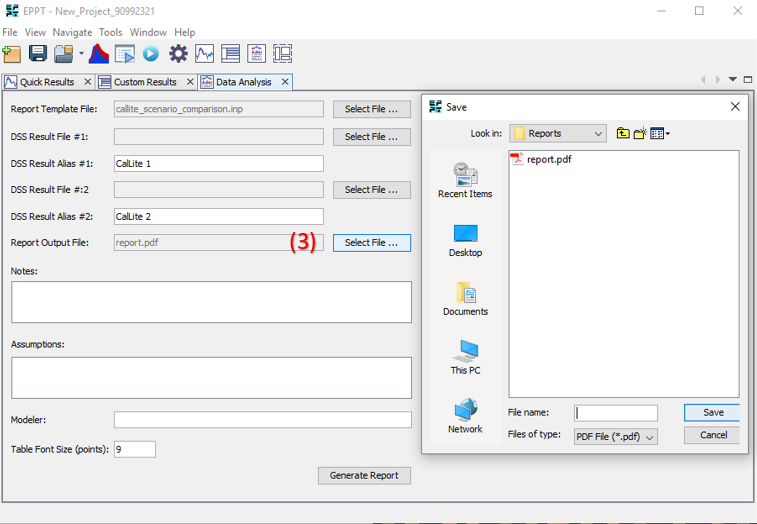 EPPT - New_Project_90992321
File View Navigate Tools Window Help
Quick Results Custom Results Data Analysis
Report Template File: callite_scenario_comparison.inp Select File ...
DSS Result File #1: Select File ...
DSS Result Alias #1: CalLite 1
DSS Result File #:2 Select File ...
DSS Result Alias #2: CalLite 2
Report Output File: report.pdf (3) Select File ...
Notes:
Assumptions:
Modeler:
Table Font Size (points): 9
Generate Report
Save
Look in: Reports
report.pdf
Recent Items
Desktop
Documents
This PC
Network
File name: Save
Files of type: PDF File (*.pdf) Cancel